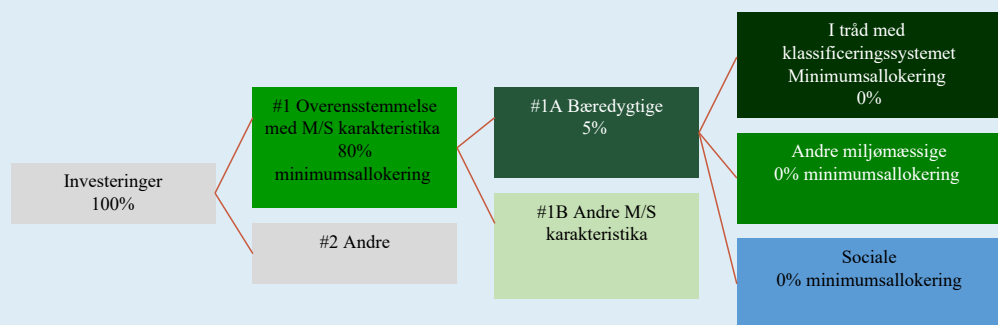 Investeringer
100%
#1 Overensstemmelse
med M/S karakteristika
80%
minimumsallokering
#2 Andre
#1A Bæredygtige
5%
#1B Andre M/S
karakteristika
I tråd med
klassificeringssystemet
Minimumsallokering
0%
Andre miljømæssige
0% minimumsallokering
Sociale
0% minimumsallokering